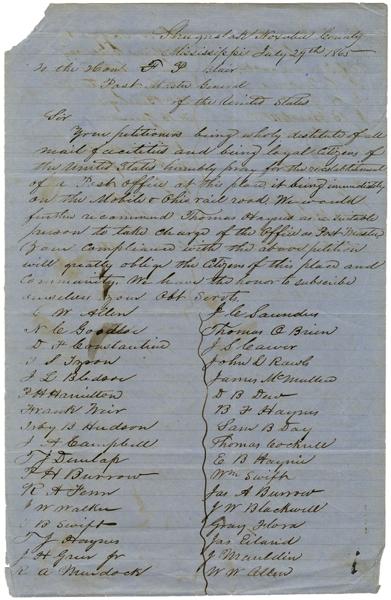 Shuqualak Noxubee County
Mississippi July 29th 1865
To the Hon. F P Blair
Post Master General
of the United States
Sir
Your petitioners being wholy distitute of all
mail facilities and being loyal Citizens of
the United States humbly pray for the reestablishment
of a Post Office at this place it being immediately
on the Mobile & Ohio rail road. We would
further recommend Thomas Haynes as a suitable
person to take charge of the Office as Post Master
Your Compliance with the above petition
will greatly oblige the Citizens of this place and
Community. We have the honor to subscribe
ourselves your Obt Servts
C W Allen
N C Goodloe
D F Constantine
T S Tyson
J L Bledsoe
P H Hamilton
Frank Weir
Irby B Hudson
J A Campbell
T J Dunlap
T H Burrow
R A Fenn
J W Walker
B Swift
T J Haynes
J H Greer Jr
R A Murdock
J C Saunders
Thomas O Brien
J S Carver
John D Rawls
James McMullen
D B Dew
B F Haynes
Sam B Day
Thomas Cockrell
E B Haynie
Wm Swift
Jas A Burrow
J W Blackwell
Gray Flora
Jas Eiland
J Mauldin
W W Allen